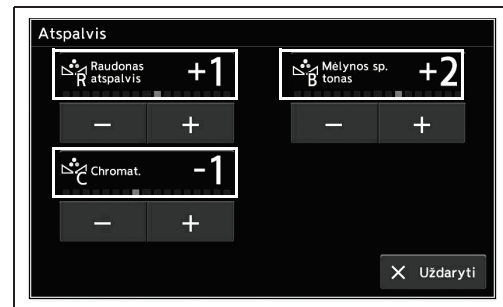 Atspalvis
R Raudonas atspalvis +1
B Mėlynos sp. tonas +2
− +
− +
C Chromat. -1
− +
× Uždaryti